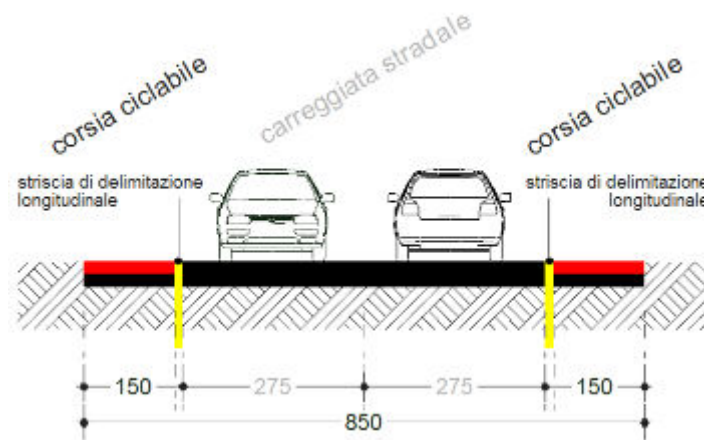 corsia ciclabile
carreggiata stradale
corsia ciclabile
striscia di delimitazione
longitudinale
striscia di delimitazione
longitudinale
150
275
275
150
850